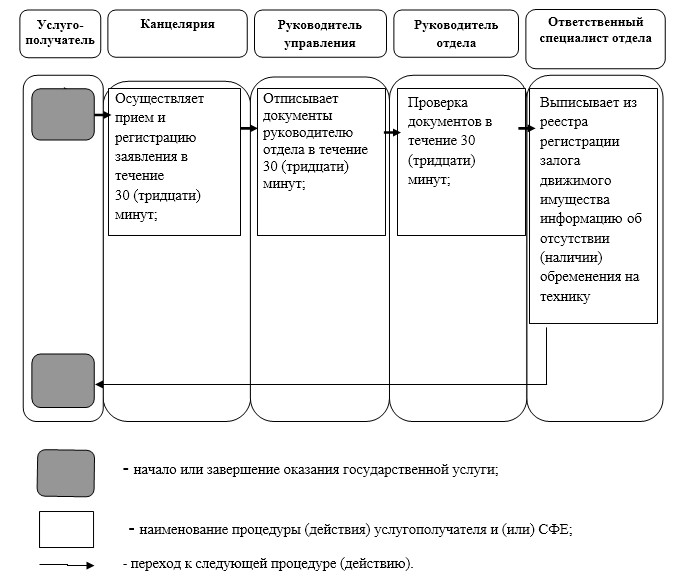 Услуго-
получатель
Канцелярия
Руководитель
управления
Руководитель
отдела
Ответственный
специалист отдела
Осуществляет
прием и
регистрацию
заявления в
течение
30 (тридцати)
минут;
Отписывает
документы
руководителю
отдела в течение
30 (тридцати)
минут;
Проверка
документов в
течение 30
(тридцати)
минут;
Выписывает из
реестра
регистрации
залога
движимого
имущества
информацию об
отсутствии
(наличии)
обременения на
технику
- начало или завершение оказания государственной услуги;
- наименование процедуры (действия) услугополучателя и (или) СФЕ;
- переход к следующей процедуре (действию).